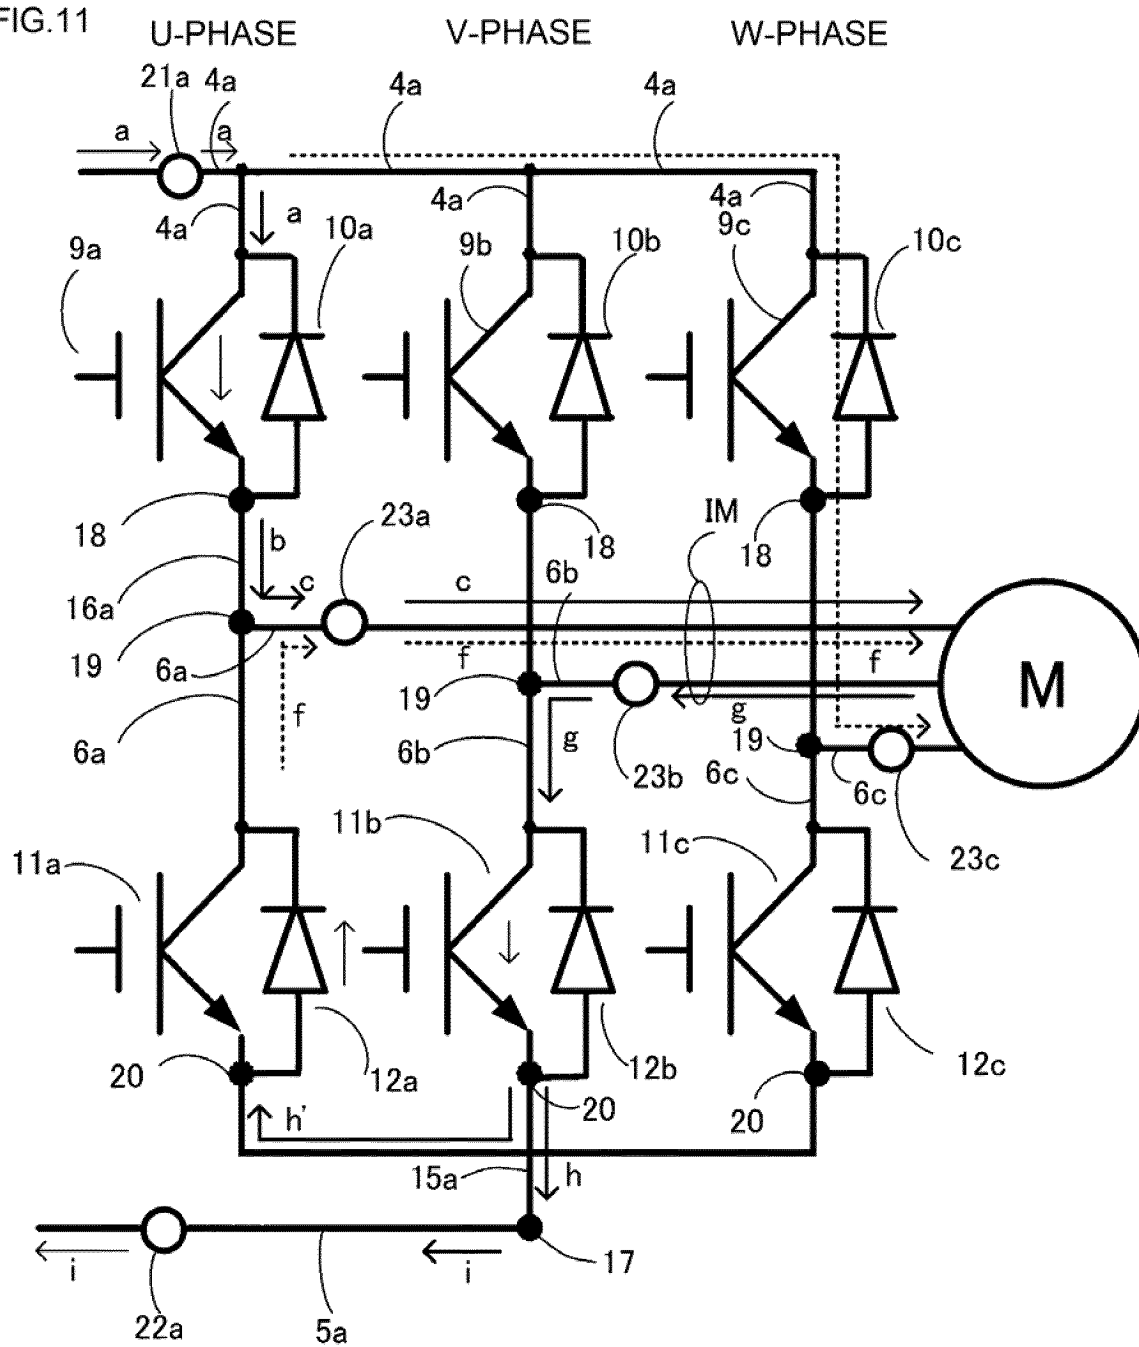 FIG.11
U-PHASE V-PHASE W-PHASE
21a 4a 4a 4a
a a
4a a 4a 4a
9a 10a 9b 10b 9c 10c
18 23a 18 IM 18
b c 6b c
16a
19 6a f f
M
f 19 g g 19
6a 6b 23b 6c 6c
11a 11b 11c 23c
20 12a 12b 20 12c
20
h' 15a h
i i 17
22a 5a